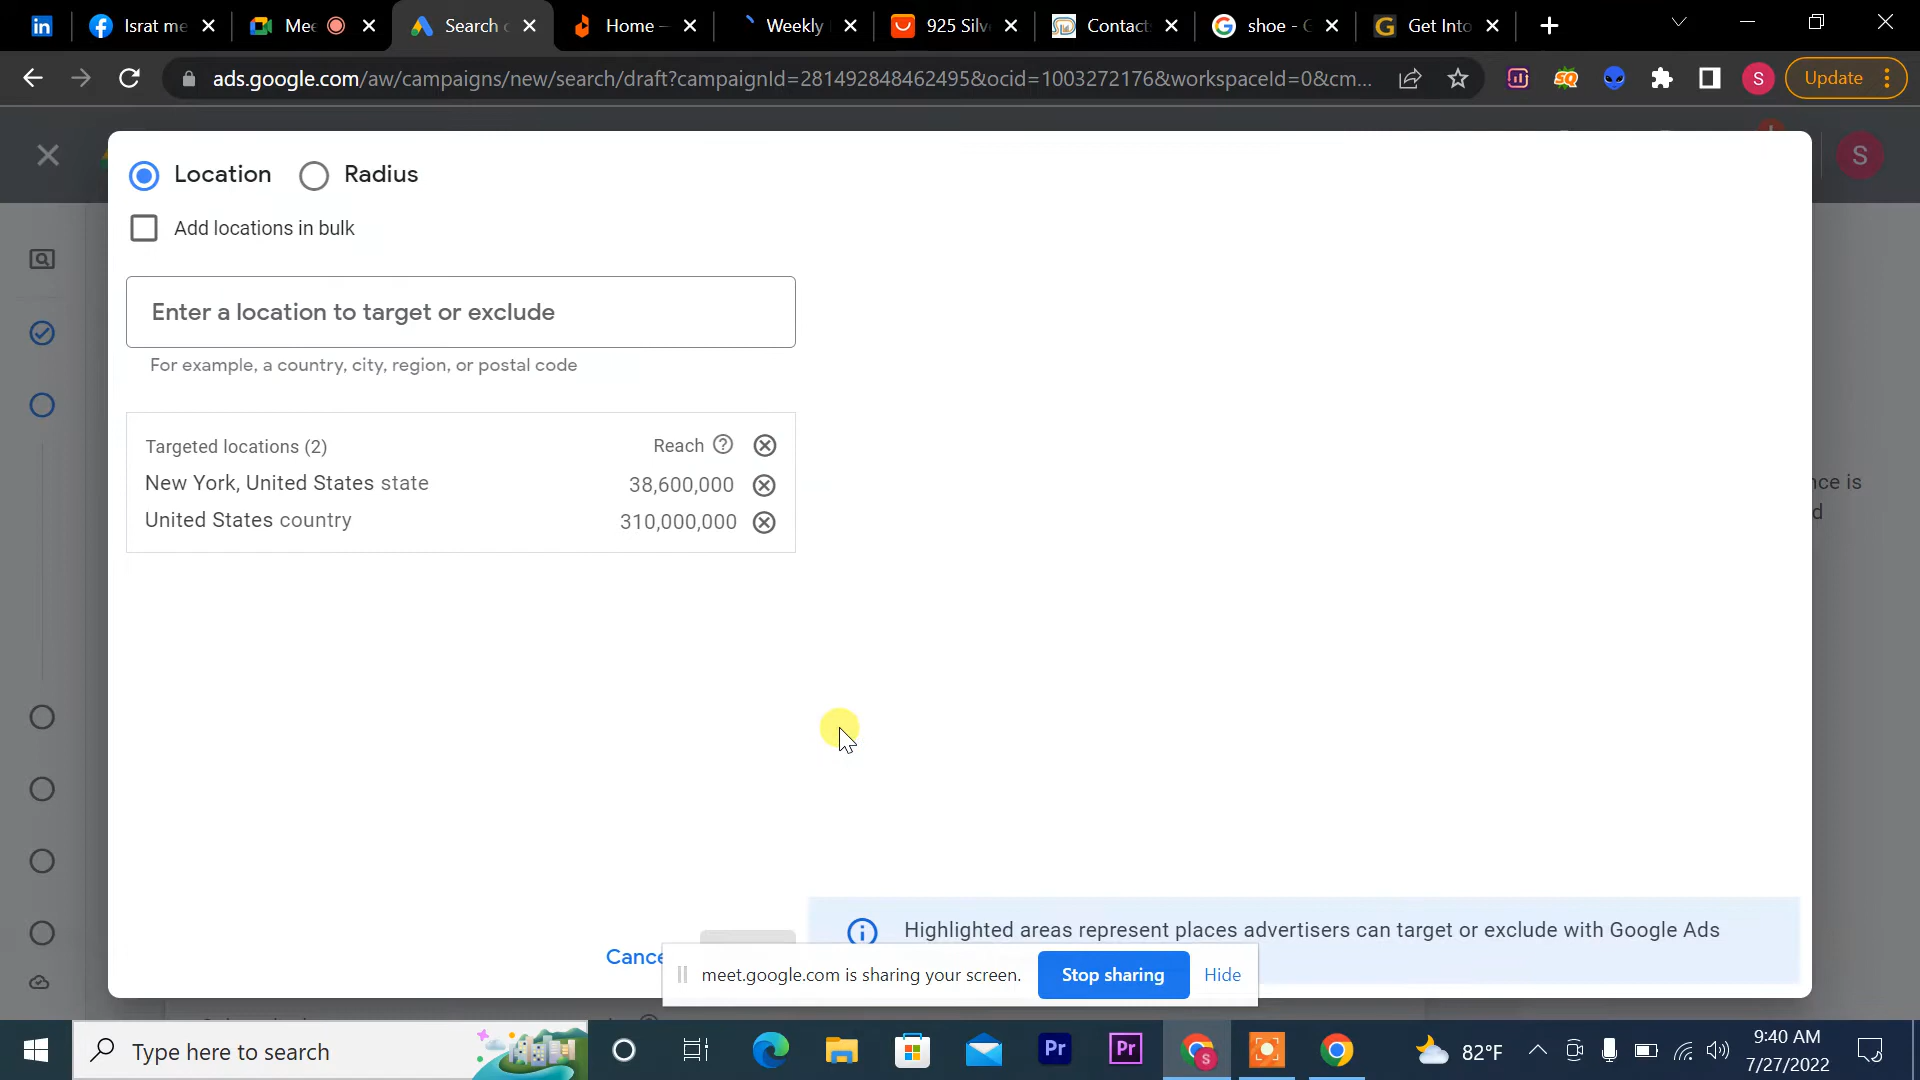 Israt me
Mee
Search c
Home –
Weekly
925 Silv
Contact
shoe - G
Get Into
ads.google.com/aw/campaigns/new/search/draft?campaignId=281492848462495&ocid=1003272176&workspaceId=0&cm...
S
Update
S
Location
Radius
Add locations in bulk
Enter a location to target or exclude
For example, a country, city, region, or postal code
Targeted locations (2)
Reach
New York, United States state
38,600,000
United States country
310,000,000
nce is
d
Highlighted areas represent places advertisers can target or exclude with Google Ads
Cance
meet.google.com is sharing your screen.
Stop sharing
Hide
Type here to search
Pr
Pr
S
82°F
9:40 AM
7/27/2022